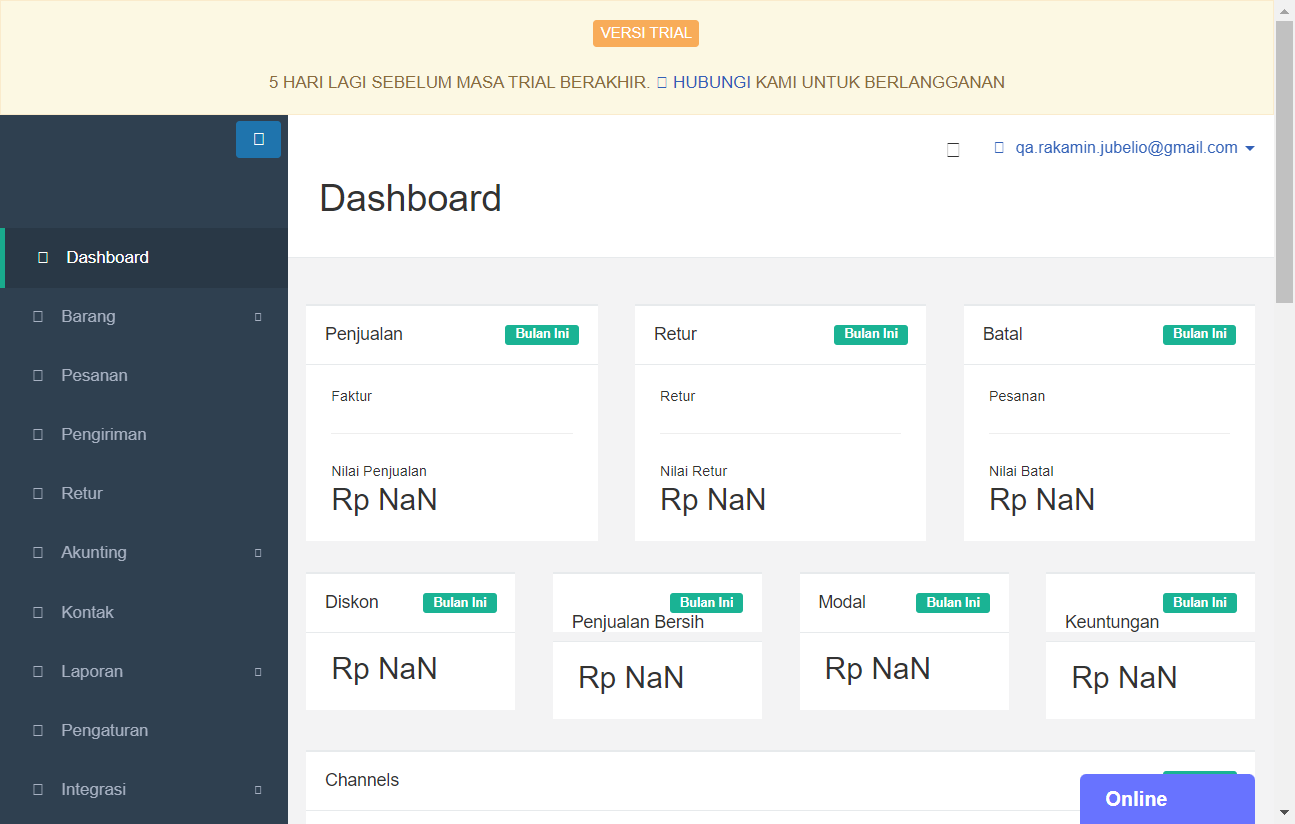 VERSI TRIAL
5 HARI LAGI SEBELUM MASA TRIAL BERAKHIR. HUBUNGI KAMI UNTUK BERLANGGANAN
qa.rakamin.jubelio@gmail.com
Dashboard
Dashboard
Barang
Pesanan
Pengiriman
Retur
Akunting
Kontak
Laporan
Pengaturan
Integrasi
Penjualan Bulan Ini
Faktur
Nilai Penjualan
Rp NaN
Retur Bulan Ini
Retur
Nilai Retur
Rp NaN
Batal Bulan Ini
Pesanan
Nilai Batal
Rp NaN
Diskon Bulan Ini
Rp NaN
Bulan Ini
Penjualan Bersih
Rp NaN
Modal Bulan Ini
Rp NaN
Bulan Ini
Keuntungan
Rp NaN
Channels
Online